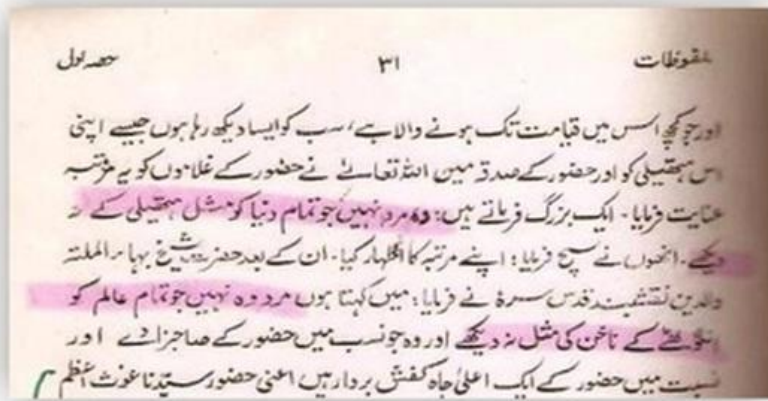 ملفوظات ۳۱ حصہ اول
اور جو کچھ اس میں قیامت تک ہونے والا ہے، سب کو ایسا دیکھ رہا ہوں جیسے اپنی
اس ہتھیلی کو اور حضور کے صدقہ میں اللہ تعالےٰ نے حضور کے غلاموں کو یہ مرتبہ
عنایت فرمایا - ایک بزرگ فرماتے ہیں: وہ مرد نہیں جو تمام دنیا کو مثل ہتھیلی کے نہ
دیکھے - انھوں نے سچ فرمایا: اپنے مرتبہ کا اظہار کیا - ان کے بعد حضرت شیخ بہاء الملتہ
والدین نقشبند قدس سرہٗ نے فرمایا: میں کہتا ہوں مرد وہ نہیں جو تمام عالم کو
انگوٹھے کے ناخن کی مثل نہ دیکھے اور وہ جو نسب میں حضور کے صاحبزادے اور
نسبت میں حضور کے ایک اعلیٰ جاہ کفش بردار ہیں اعنی حضور سیدنا غوث اعظم